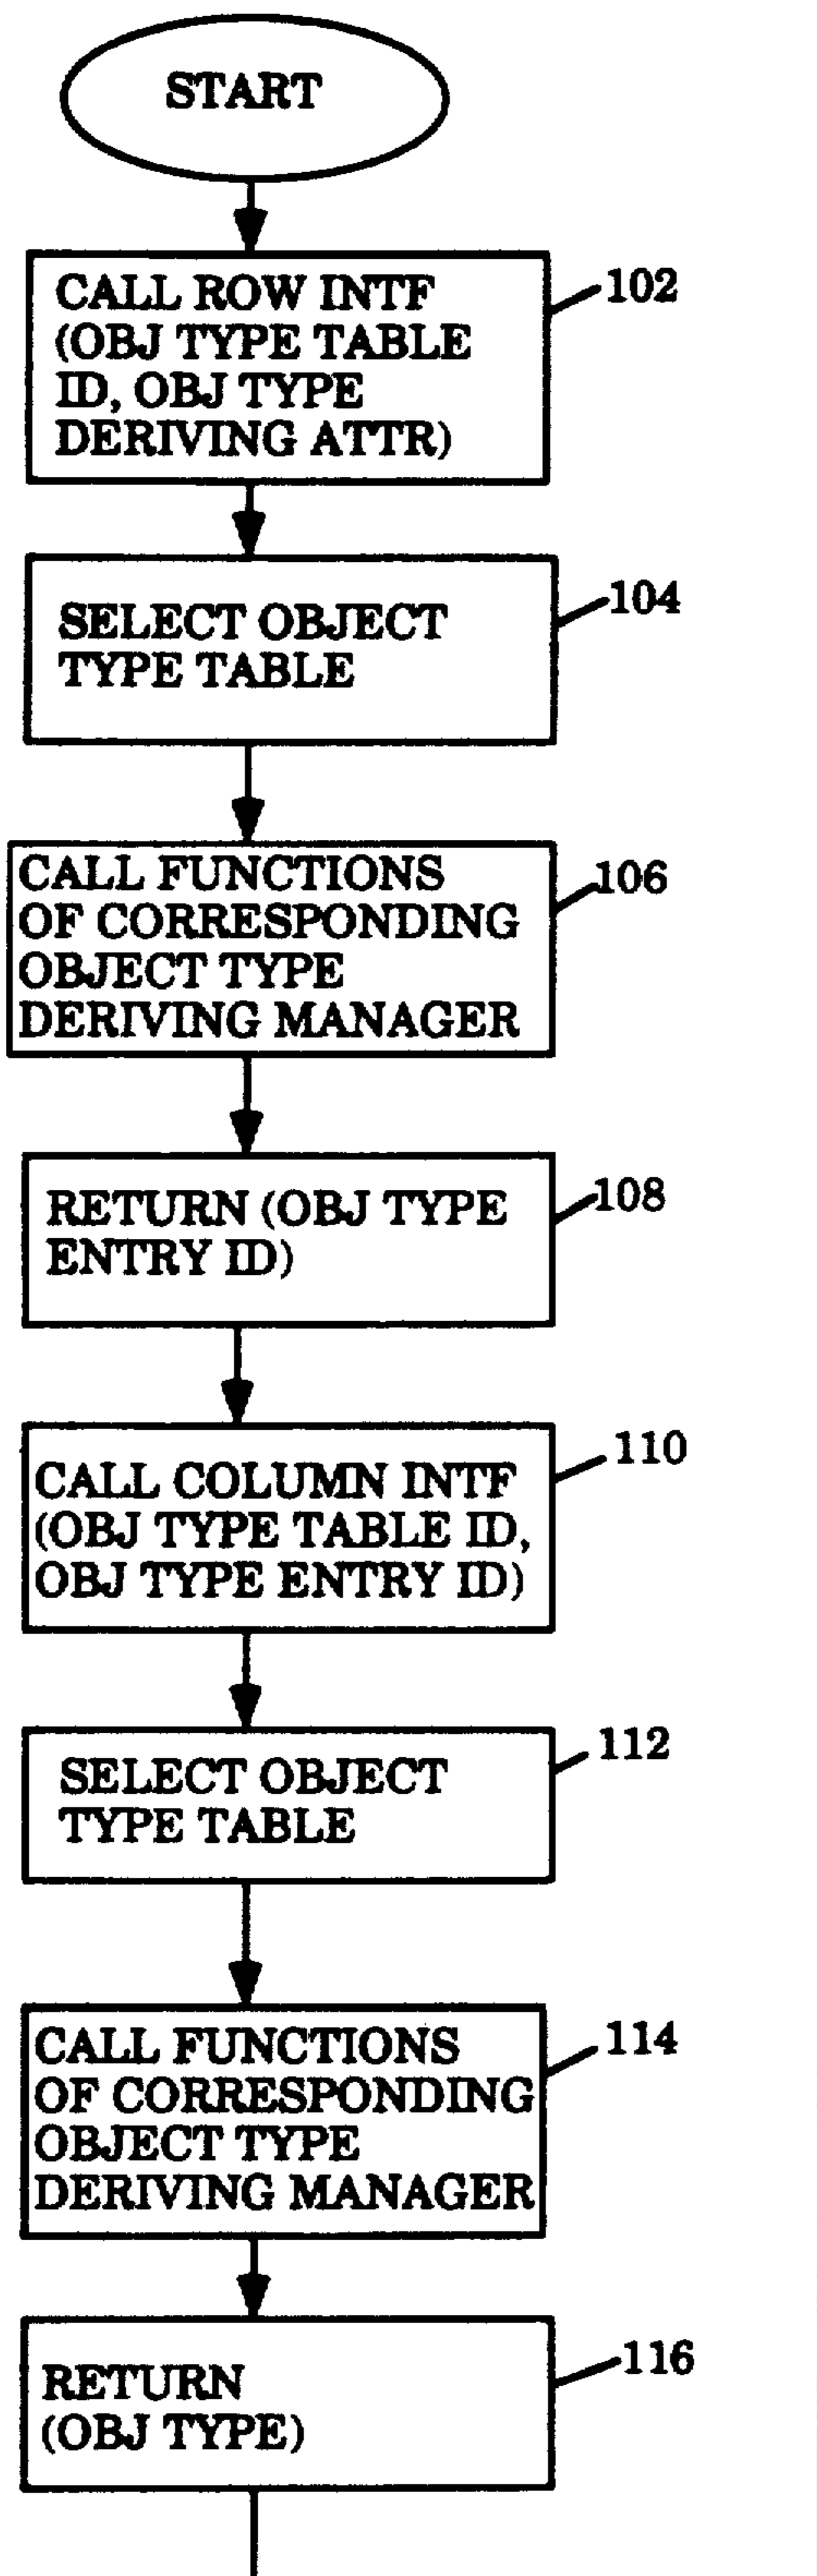 START
CALL ROW INTF
102
(OBJ TYPE TABLE
ID, OBJ TYPE
DERIVING ATTR)
104
SELECT OBJECT
TYPE TABLE
CALL FUNCTIONS
106
OF CORRESPONDING
OBJECT TYPE
DERIVING MANAGER
108
RETURN (OBJ TYPE
ENTRY ID)
110
CALL COLUMN INTF
(OBJ TYPE TABLE ID,
OBJ TYPE ENTRY ID)
112
SELECT OBJECT
TYPE TABLE
114
CALL FUNCTIONS
OF CORRESPONDING
OBJECT TYPE
DERIVING MANAGER
116
RETURN
(OBJ TYPE)